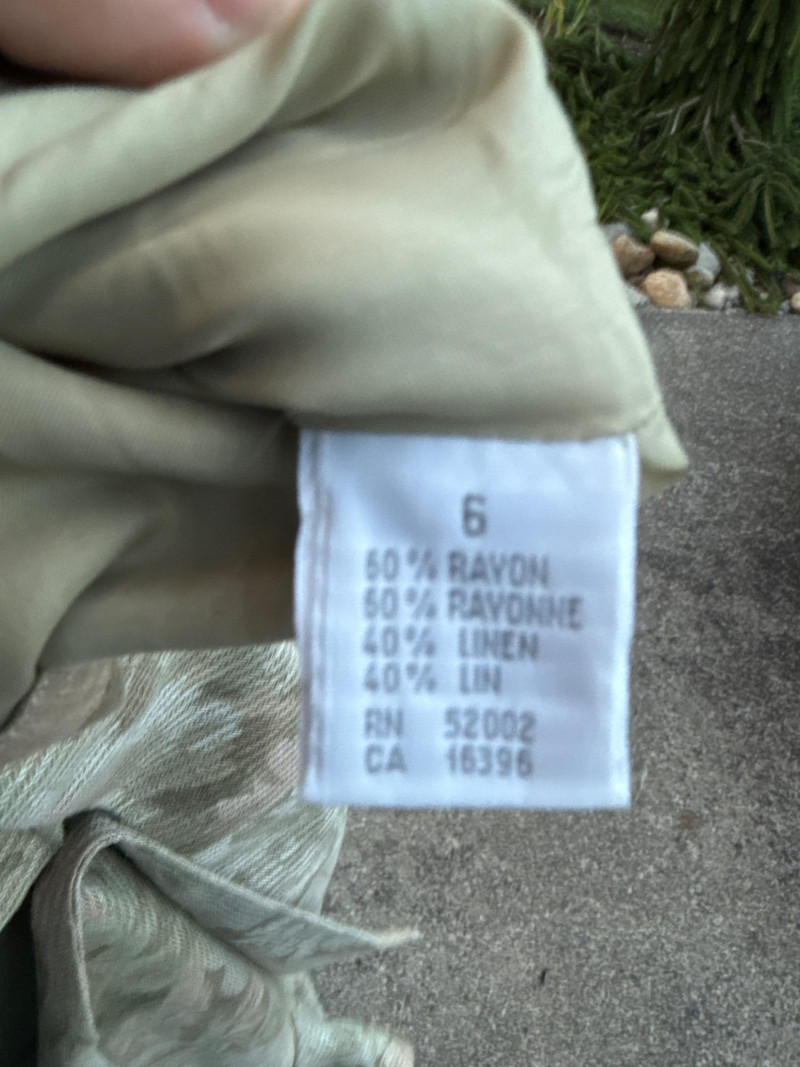 6
60% RAYON
60% RAYONNE
40% LINEN
40% LIN
RN 52002
CA 16396